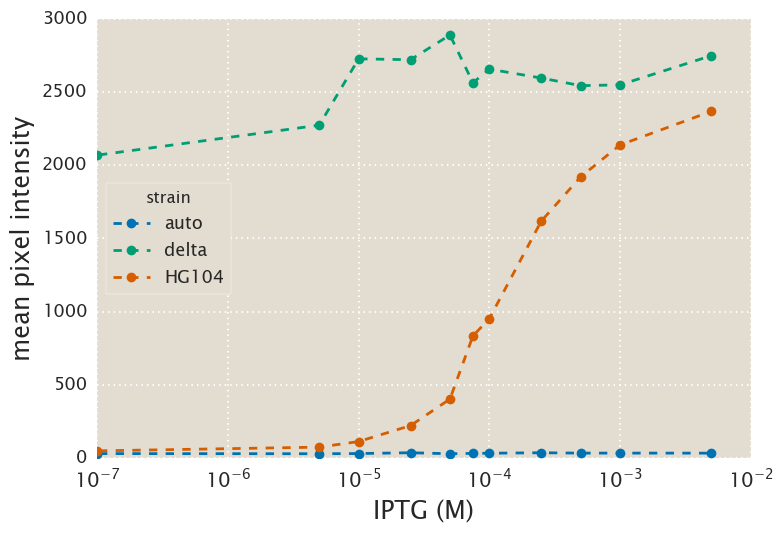 3000
2500
2000
1500
1000
500
0
mean pixel intensity
strain
auto
delta
HG104
10⁻⁷
10⁻⁶
10⁻⁵
10⁻⁴
10⁻³
10⁻²
IPTG (M)